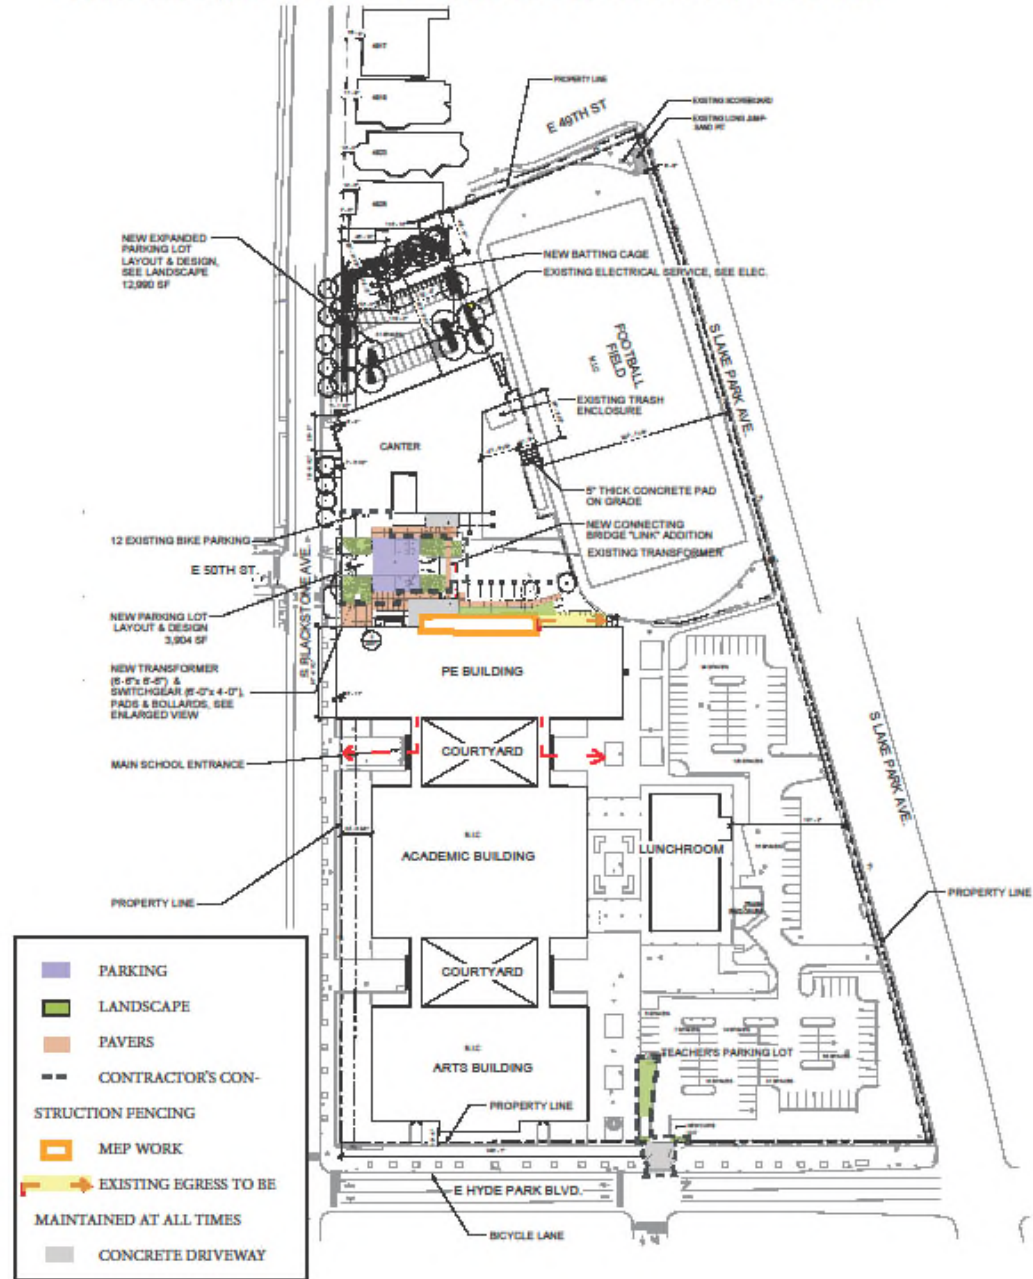 E 49TH ST
PROPERTY LINE
EXISTING SCOREBOARD
EXISTING LONG JUMP-
SAND PIT
NEW EXPANDED
PARKING LOT
LAYOUT & DESIGN,
SEE LANDSCAPE
12,990 SF
NEW BATTING CAGE
EXISTING ELECTRICAL SERVICE, SEE ELEC.
FOOTBALL
FIELD
S LAKE PARK AVE.
EXISTING TRASH
ENCLOSURE
CANTER
5" THICK CONCRETE PAD
ON GRADE
NEW CONNECTING
BRIDGE "LINK" ADDITION
EXISTING TRANSFORMER
12 EXISTING BIKE PARKING
E 50TH ST.
S BLACKSTONE AVE.
NEW PARKING LOT
LAYOUT & DESIGN
3,904 SF
NEW TRANSFORMER
(6'-6"x 6'-6") &
SWITCHGEAR (6'-0"x 4'-0"),
PADS & BOLLARDS, SEE
ENLARGED VIEW
PE BUILDING
COURTYARD
MAIN SCHOOL ENTRANCE
S LAKE PARK AVE.
N.I.C
ACADEMIC BUILDING
LUNCHROOM
PROPERTY LINE
PROPERTY LINE
COURTYARD
N.I.C
ARTS BUILDING
TEACHER'S PARKING LOT
PROPERTY LINE
E HYDE PARK BLVD.
BICYCLE LANE
PARKING
LANDSCAPE
PAVERS
CONTRACTOR'S CON-
STRUCTION FENCING
MEP WORK
EXISTING EGRESS TO BE
MAINTAINED AT ALL TIMES
CONCRETE DRIVEWAY